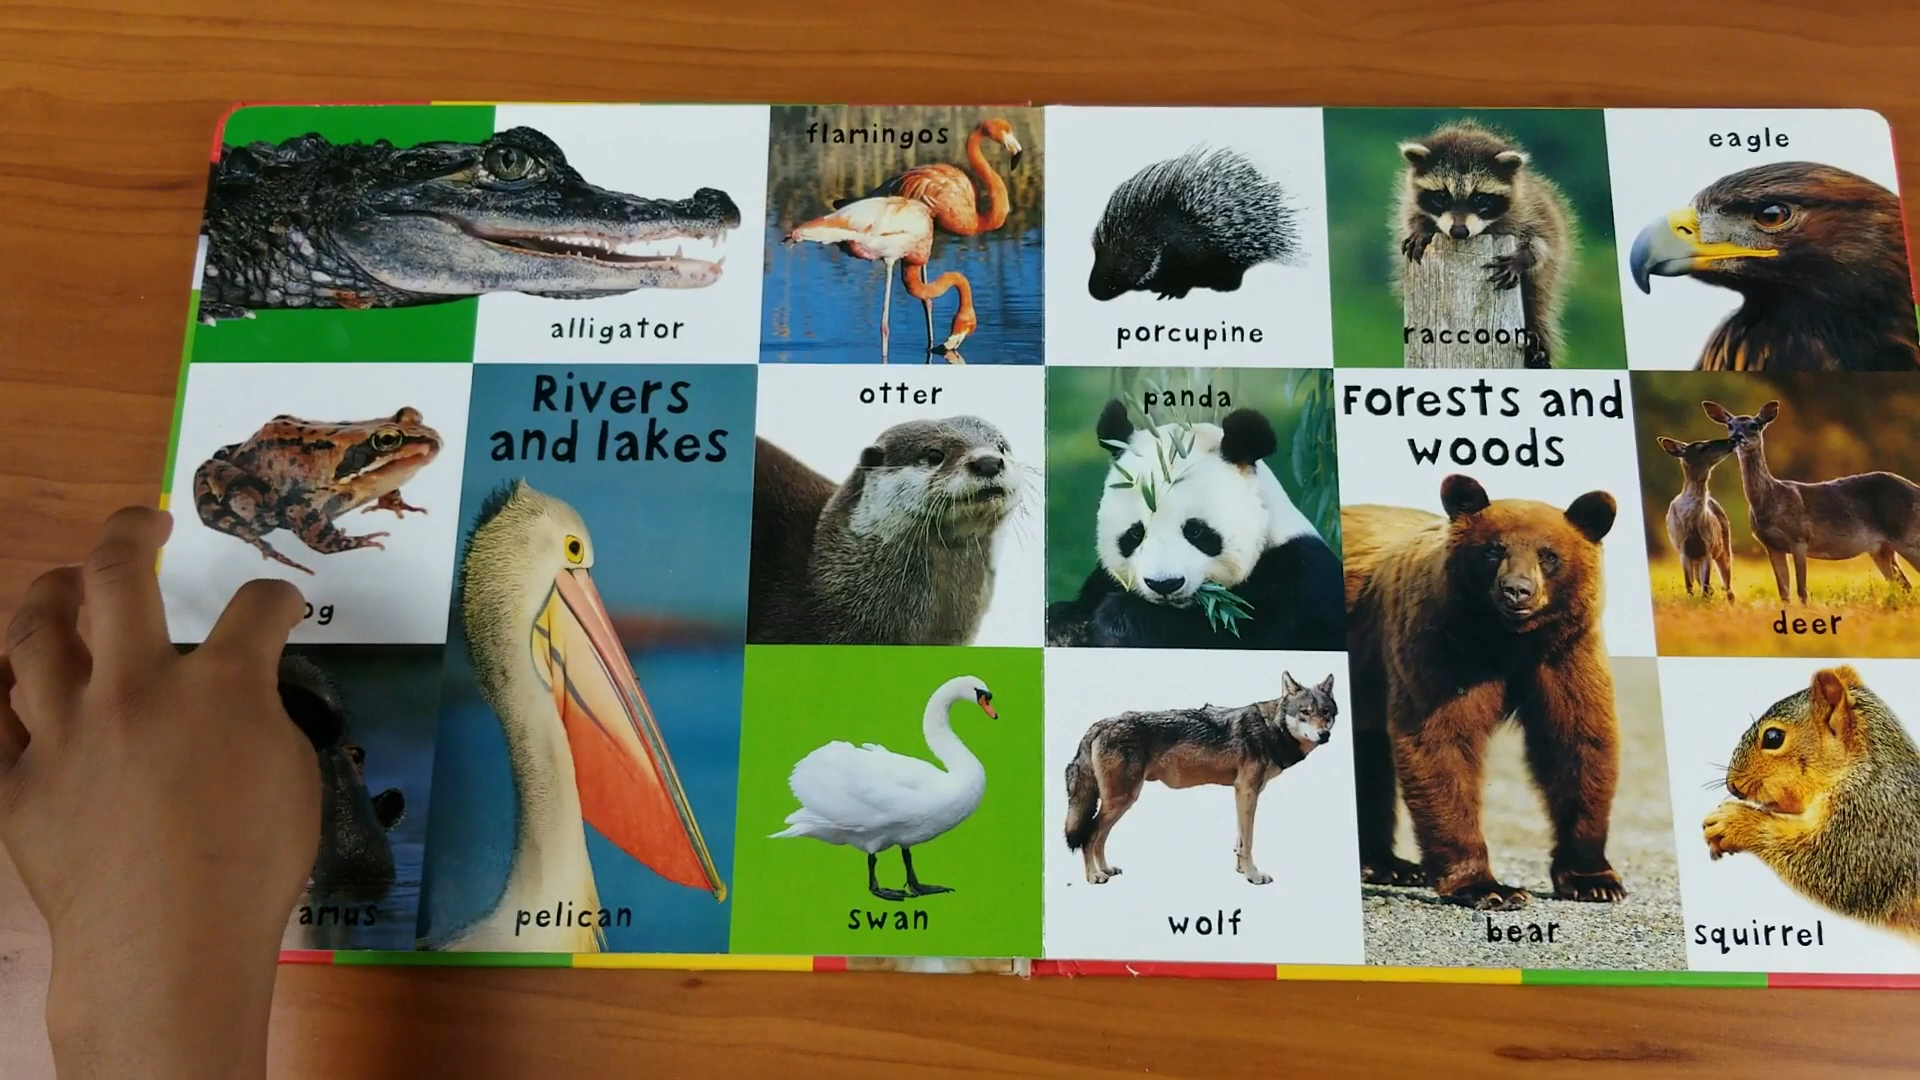 alligator
flamingos
Rivers
and lakes
otter
pelican
swan
porcupine
raccoon
eagle
panda
Forests and
woods
deer
wolf
bear
squirrel